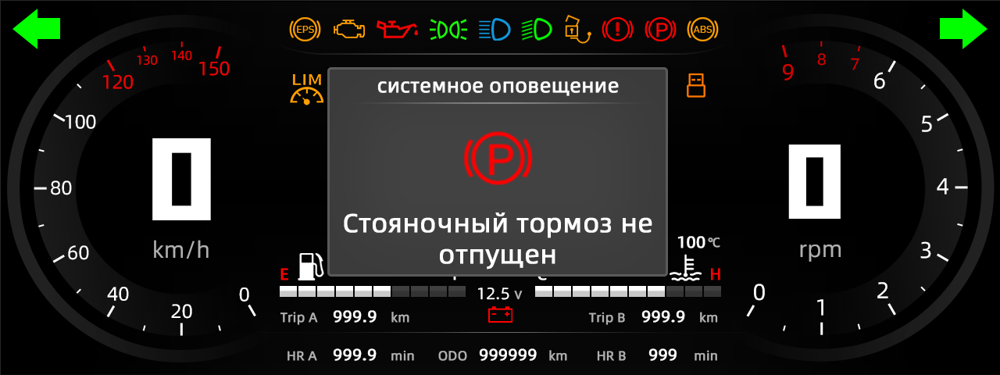 EPS
P
ABS
LIM
системное оповещение
P
Стояночный тормоз не
отпущен
0 20 40 60 80 100 120 130 140 150
0
km/h
0 1 2 3 4 5 6 7 8 9
0
rpm
100 °C
E
H
12.5 V
Trip A 999.9 km
Trip B 999.9 km
HR A 999.9 min
ODO 999999 km
HR B 999 min